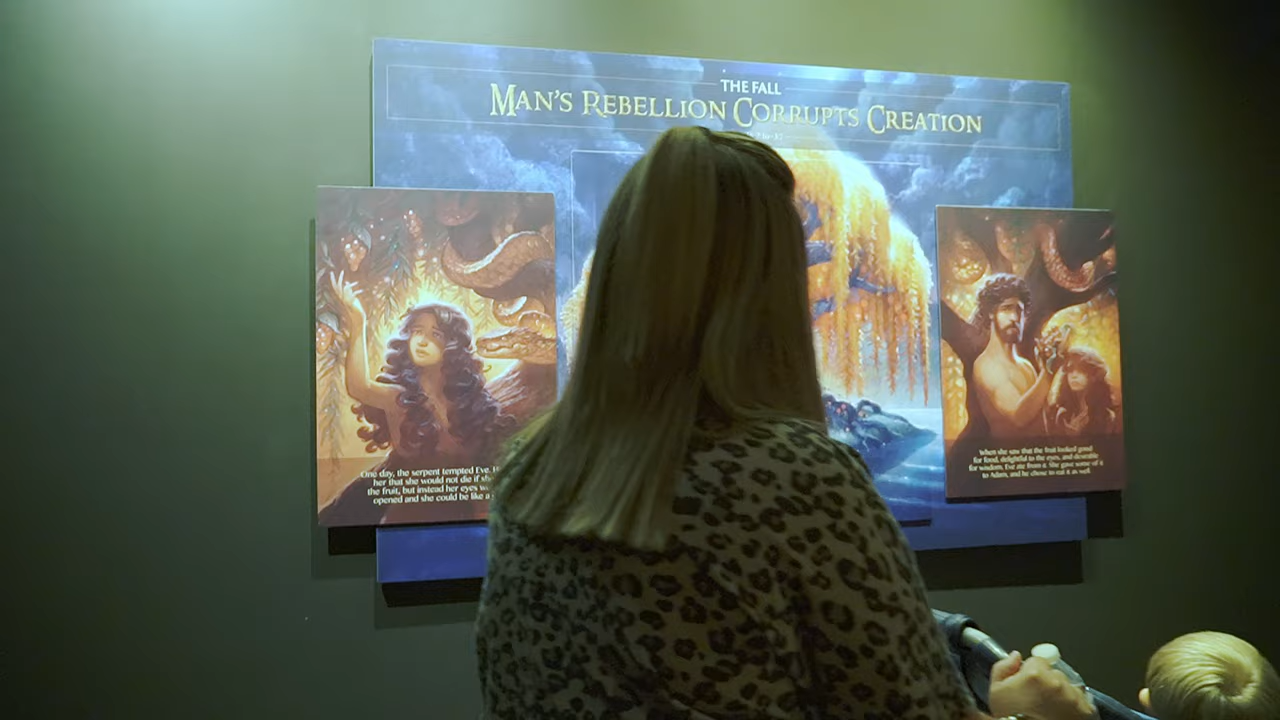 THE FALL
MAN'S REBELLION CORRUPTS CREATION
One day, the serpent tempted Eve.
her that she would not die if
the fruit, but instead her eyes
opened and she could be like a
When she saw that the fruit looked good
for food, delightful to the eyes, and desirable
for wisdom, Eve ate from it. She gave some of it
to Adam, and he chose to eat it as well.